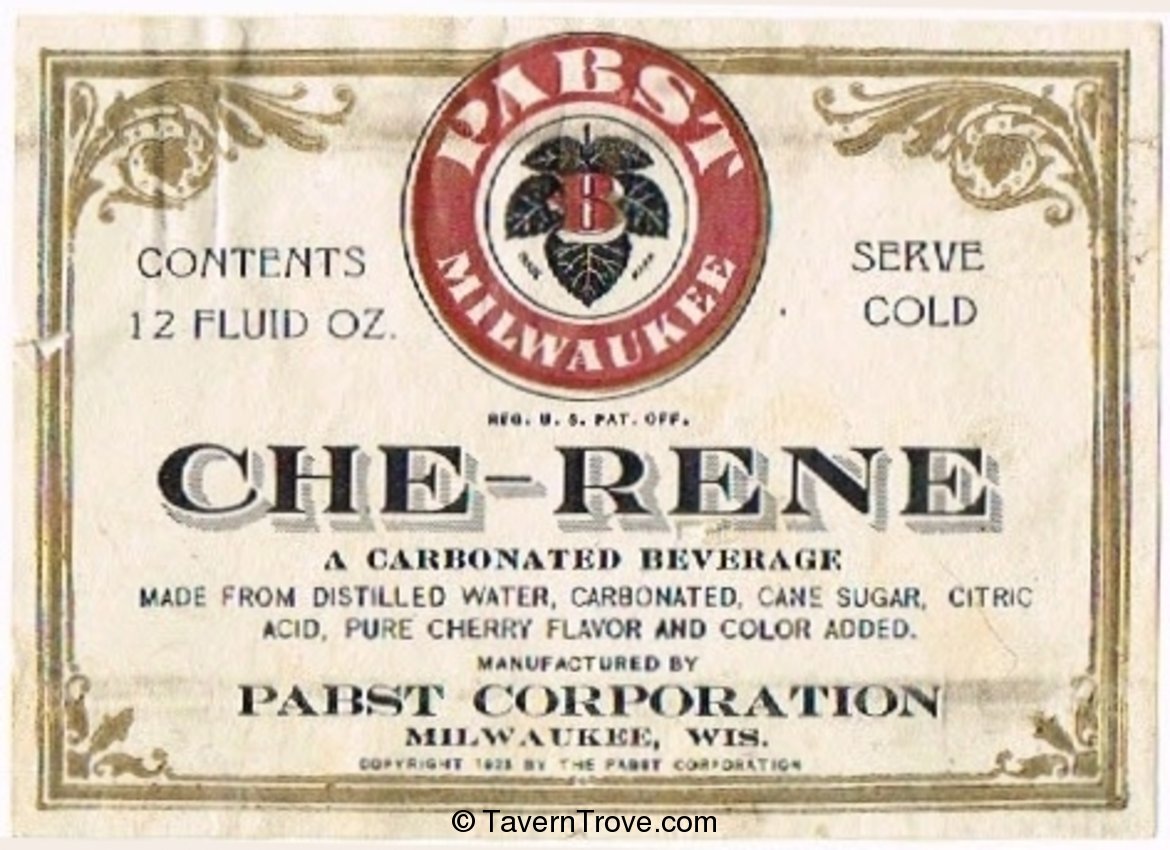 PABST
B
MILWAUKEE
CONTENTS
12 FLUID OZ.
SERVE
COLD
REG. U. S. PAT. OFF.
CHE-RENE
A CARBONATED BEVERAGE
MADE FROM DISTILLED WATER, CARBONATED, CANE SUGAR, CITRIC
ACID, PURE CHERRY FLAVOR AND COLOR ADDED.
MANUFACTURED BY
PABST CORPORATION
MILWAUKEE, WIS.
COPYRIGHT BY THE PABST CORPORATION
© TavernTrove.com